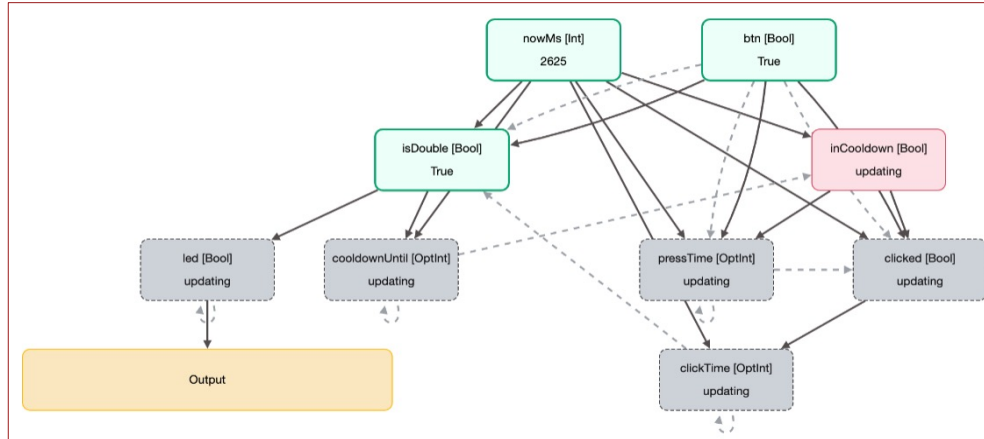 nowMs [Int]
2625
btn [Bool]
True
isDouble [Bool]
True
inCooldown [Bool]
updating
led [Bool]
updating
cooldownUntil [OptInt]
updating
pressTime [OptInt]
updating
clicked [Bool]
updating
Output
clickTime [OptInt]
updating